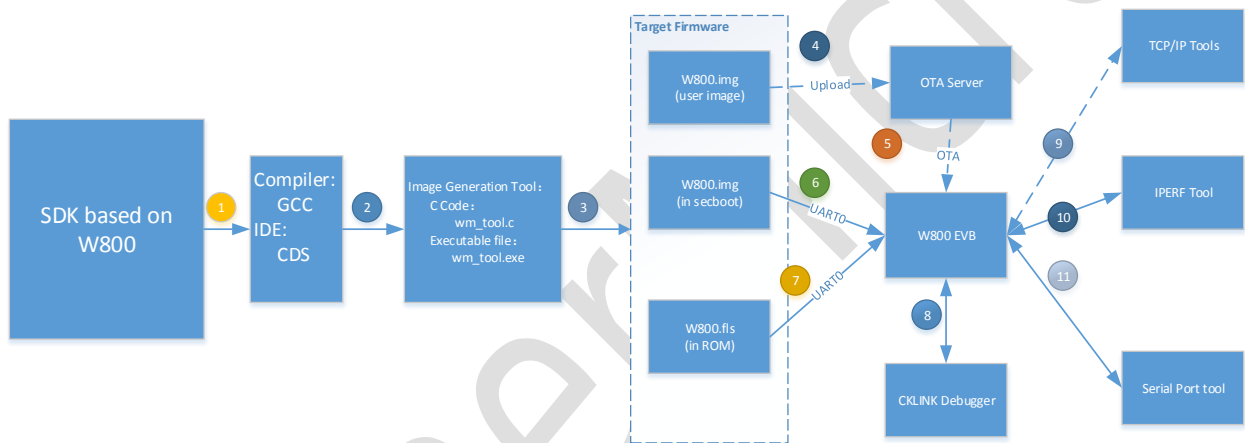 SDK based on
W800
1
Compiler:
GCC
IDE:
CDS
2
Image Generation Tool：
C Code：
wm_tool.c
Executable file：
wm_tool.exe
3
Target Firmware
W800.img
(user image)
W800.img
(in secboot)
W800.fls
(in ROM)
4
Upload
OTA Server
5
OTA
6
UART0
7
UART0
W800 EVB
8
CKLINK Debugger
9
TCP/IP Tools
10
IPERF Tool
11
Serial Port tool